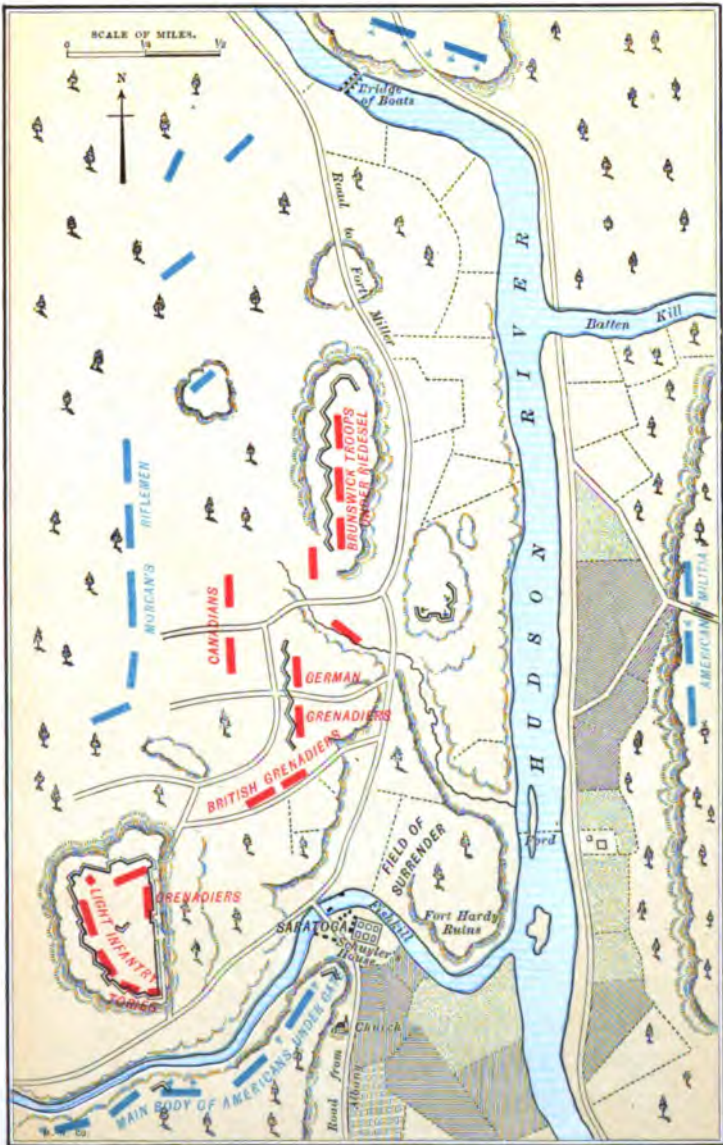 SCALE OF MILES.
0 ¼ ½
N
Bridge
of Boats
Road to Fort Miller
HUDSON RIVER
Batten Kill
BRUNSWICK TROOPS
UNDER RIEDESEL
MORGAN'S RIFLEMEN
CANADIANS
AMERICAN MILITIA
GERMAN
GRENADIERS
BRITISH GRENADIERS
Ford
a
FIELD OF
SURRENDER
GRENADIERS
LIGHT INFANTRY
TORIES
Fishkill
SARATOGA
Schuyler's
House
Fort Hardy
Ruins
Church
Road from Albany
MAIN BODY OF AMERICANS UNDER GATES